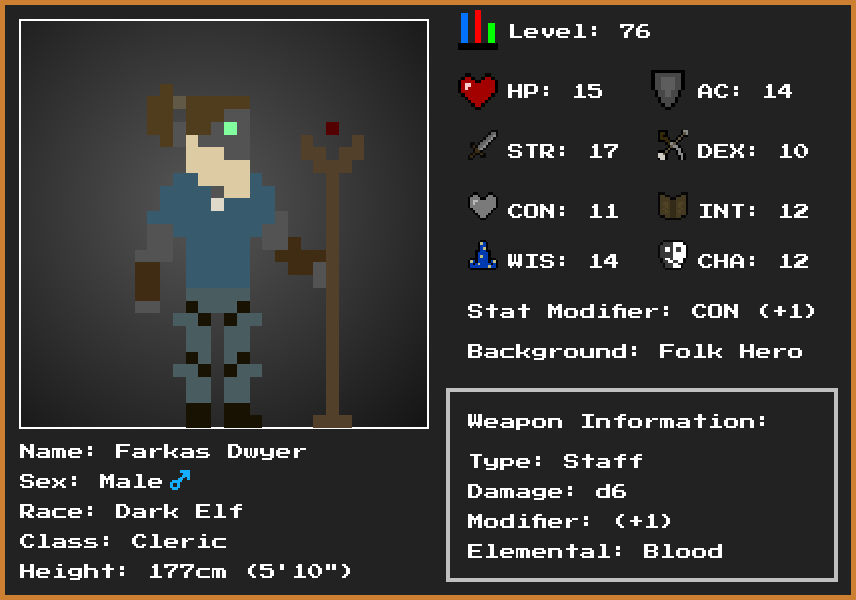 Level: 76
HP: 15
AC: 14
STR: 17
DEX: 10
CON: 11
INT: 12
WIS: 14
CHA: 12
Stat Modifier: CON (+1)
Background: Folk Hero
Weapon Information:
Type: Staff
Damage: d6
Modifier: (+1)
Elemental: Blood
Name: Farkas Dwyer
Sex: Male ♂
Race: Dark Elf
Class: Cleric
Height: 177cm (5'10")